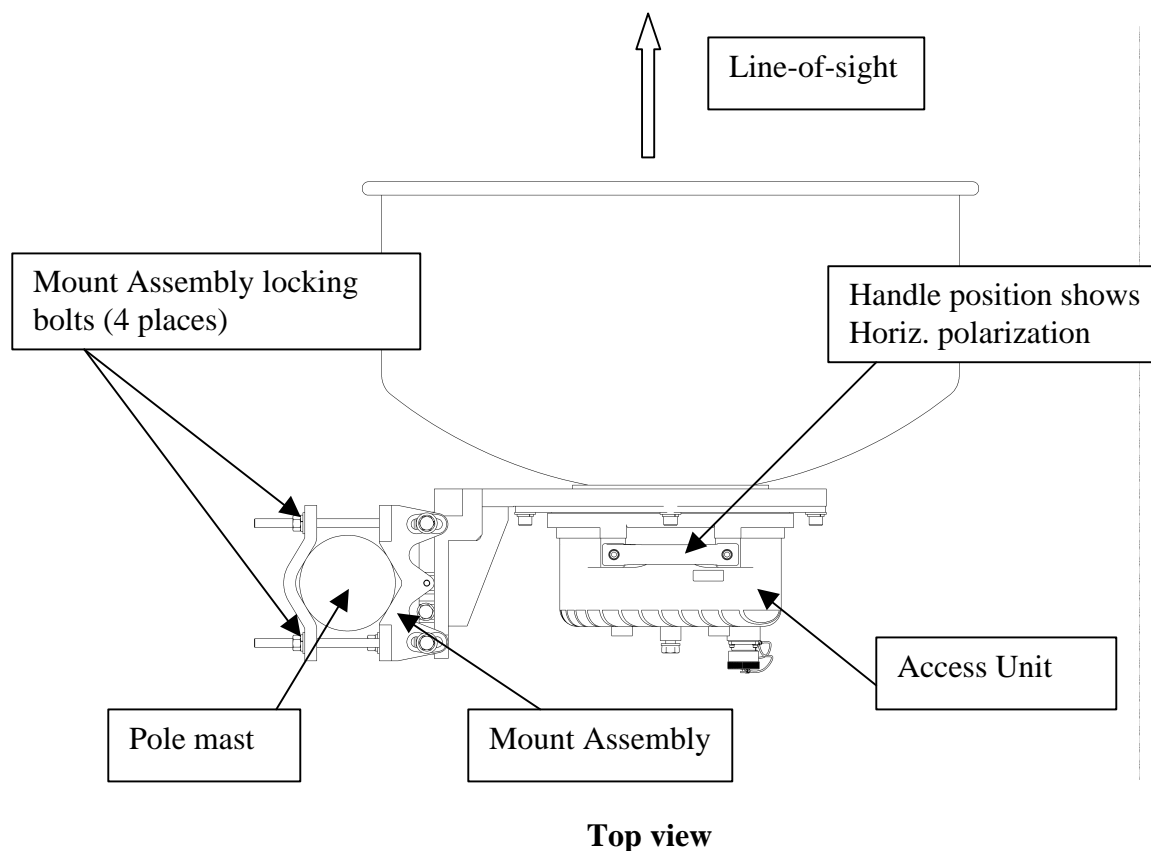 Line-of-sight
Mount Assembly locking
bolts (4 places)
Handle position shows
Horiz. polarization
Access Unit
Pole mast
Mount Assembly
Top view